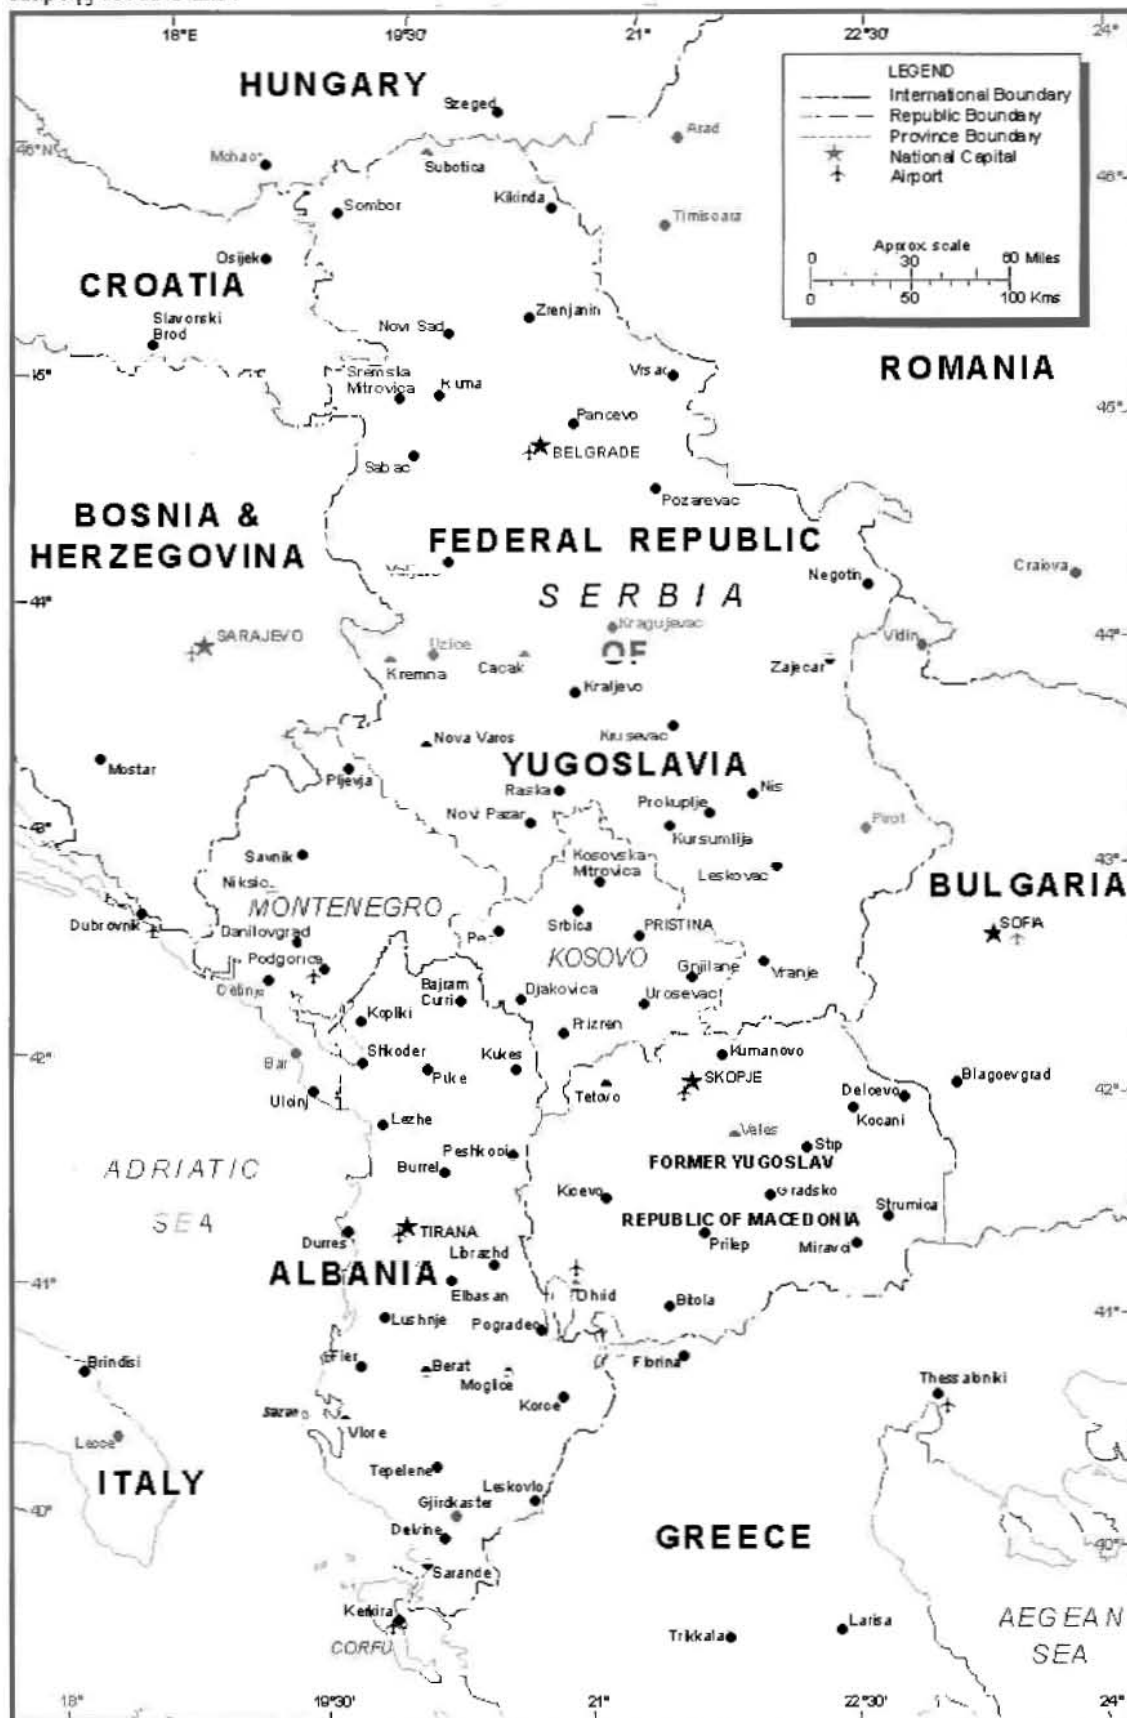 18°E
19°30'
21°
22°30'
24°
HUNGARY
LEGEND
International Boundary
Republic Boundary
Province Boundary
National Capital
Airport
Approx. scale
0 30 60 Miles
0 50 100 Kms
Szeged
Arad
46°N
46°
Subotica
Sombor
Kikinda
Timisoara
Osijek
CROATIA
Slavorski
Brod
Novi Sad
Zrenjanin
ROMANIA
Sremska
Mitrovica
Ruma
Vrsac
45°
Pancevo
BELGRADE
Sabac
Pozarevac
BOSNIA &
HERZEGOVINA
FEDERAL REPUBLIC
Negotin
Craiova
44°
SERBIA
Kragujevac
SARAJEVO
Uzice
OF
Vidin
44°
Kremna
Cacak
Zajecar
Kraljevo
Krusevac
Nova Varos
YUGOSLAVIA
Mostar
Pljevja
Raska
Nis
Prokuplje
Novi Pazar
Pirot
43°
Kursumlija
Savnik
Kosovska
Mitrovica
Leskovac
43°
BULGARIA
Niksic
MONTENEGRO
Dubrovnik
Srbica
PRISTINA
SOFIA
Danilovgrad
KOSOVO
Podgorica
Gnjilane
Vranje
Cetinje
Bajram
Curri
Djakovica
Urosevac
Kopliki
Prizren
42°
Bar
Shkoder
Kukes
Kumanovo
Puke
SKOPJE
Blagoevgrad
42°
Ulcinj
Tetovo
Delcevo
Kocani
Lezhe
Veles
Stip
ADRIATIC
SEA
Peshkopi
FORMER YUGOSLAV
Burrel
Kicevo
Gradsko
Strumica
REPUBLIC OF MACEDONIA
TIRANA
Durres
Prilep
Miravci
Librazhd
ALBANIA
41°
Elbasan
Ohrid
Bitola
41°
Lushnje
Pogradec
Brindisi
Fier
Berat
Florina
Thessaloniki
Moglice
Korce
Vlore
Lecce
ITALY
Tepelene
Leskovlo
40°
Gjirdkaster
Delvine
GREECE
40°
Sarande
Kerkira
CORFU
Trikkala
Larisa
AEGEAN
SEA
18°
19°30'
21°
22°30'
24°